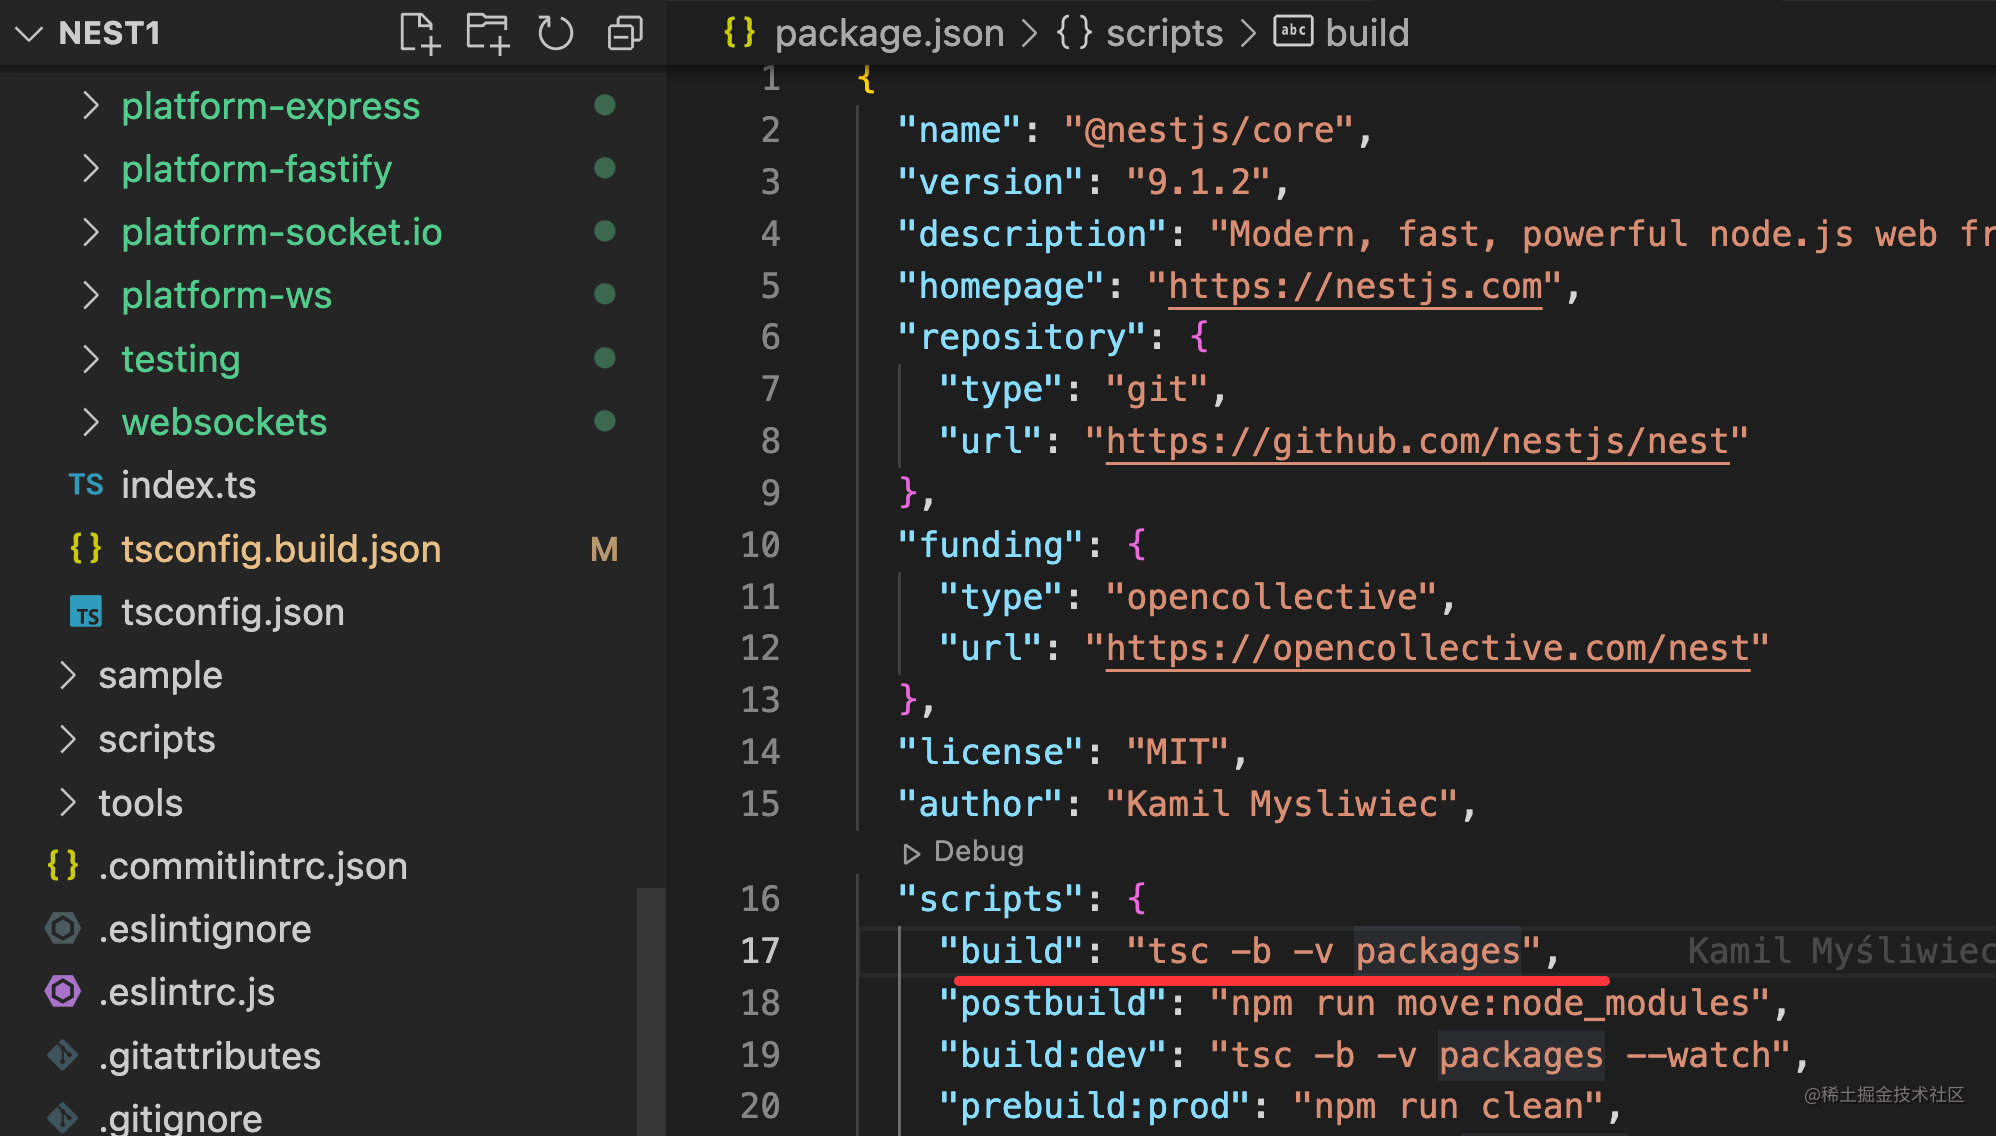 NEST1
platform-express
platform-fastify
platform-socket.io
platform-ws
testing
websockets
TS index.ts
{} tsconfig.build.json M
TS tsconfig.json
sample
scripts
tools
{} .commitlintrc.json
.eslintignore
.eslintrc.js
.gitattributes
.gitignore
{} package.json > {} scripts > abc build
1 {
2 "name": "@nestjs/core",
3 "version": "9.1.2",
4 "description": "Modern, fast, powerful node.js web fr
5 "homepage": "https://nestjs.com",
6 "repository": {
7 "type": "git",
8 "url": "https://github.com/nestjs/nest"
9 },
10 "funding": {
11 "type": "opencollective",
12 "url": "https://opencollective.com/nest"
13 },
14 "license": "MIT",
15 "author": "Kamil Mysliwiec",
Debug
16 "scripts": {
17 "build": "tsc -b -v packages", Kamil Myśliwiec
18 "postbuild": "npm run move:node_modules",
19 "build:dev": "tsc -b -v packages --watch",
20 "prebuild:prod": "npm run clean",
@稀土掘金技术社区